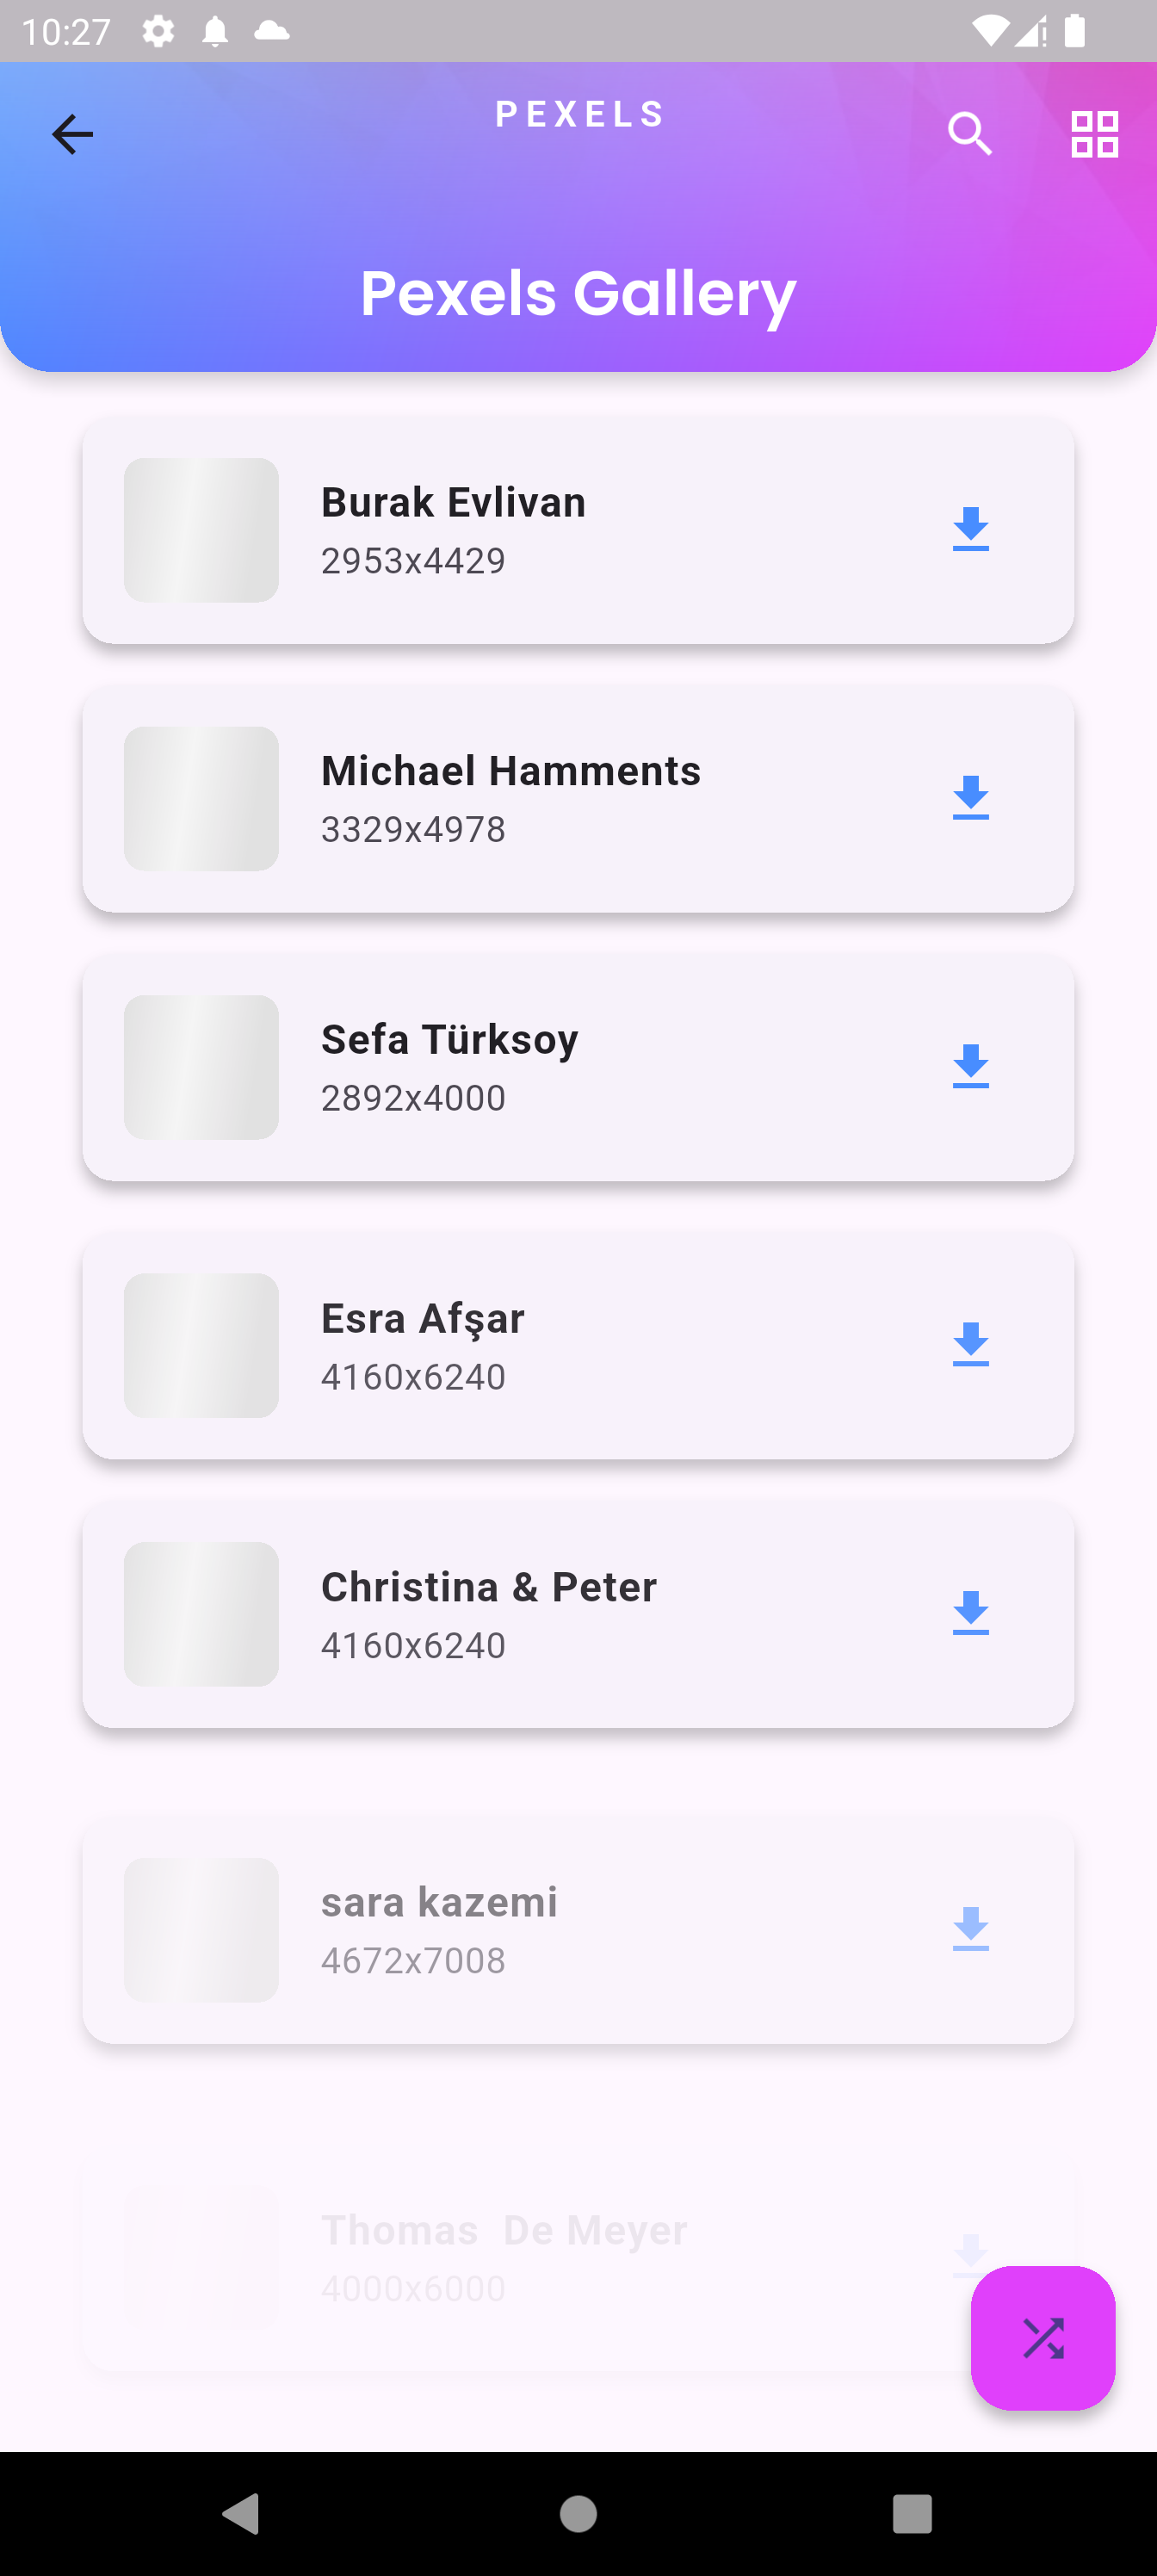 10:27
PEXELS
Pexels Gallery
Burak Evlivan
2953x4429
Michael Hamments
3329x4978
Sefa Türksoy
2892x4000
Esra Afşar
4160x6240
Christina & Peter
4160x6240
sara kazemi
4672x7008
Thomas  De Meyer
4000x6000